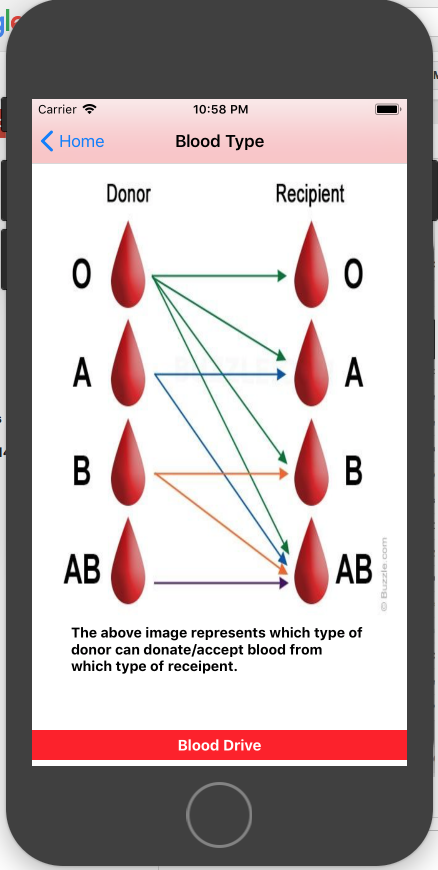 Carrier 10:58 PM
Home Blood Type
Donor Recipient
O O
A A
B B
AB AB
© Buzzle.com
The above image represents which type of
donor can donate/accept blood from
which type of receipent.
Blood Drive